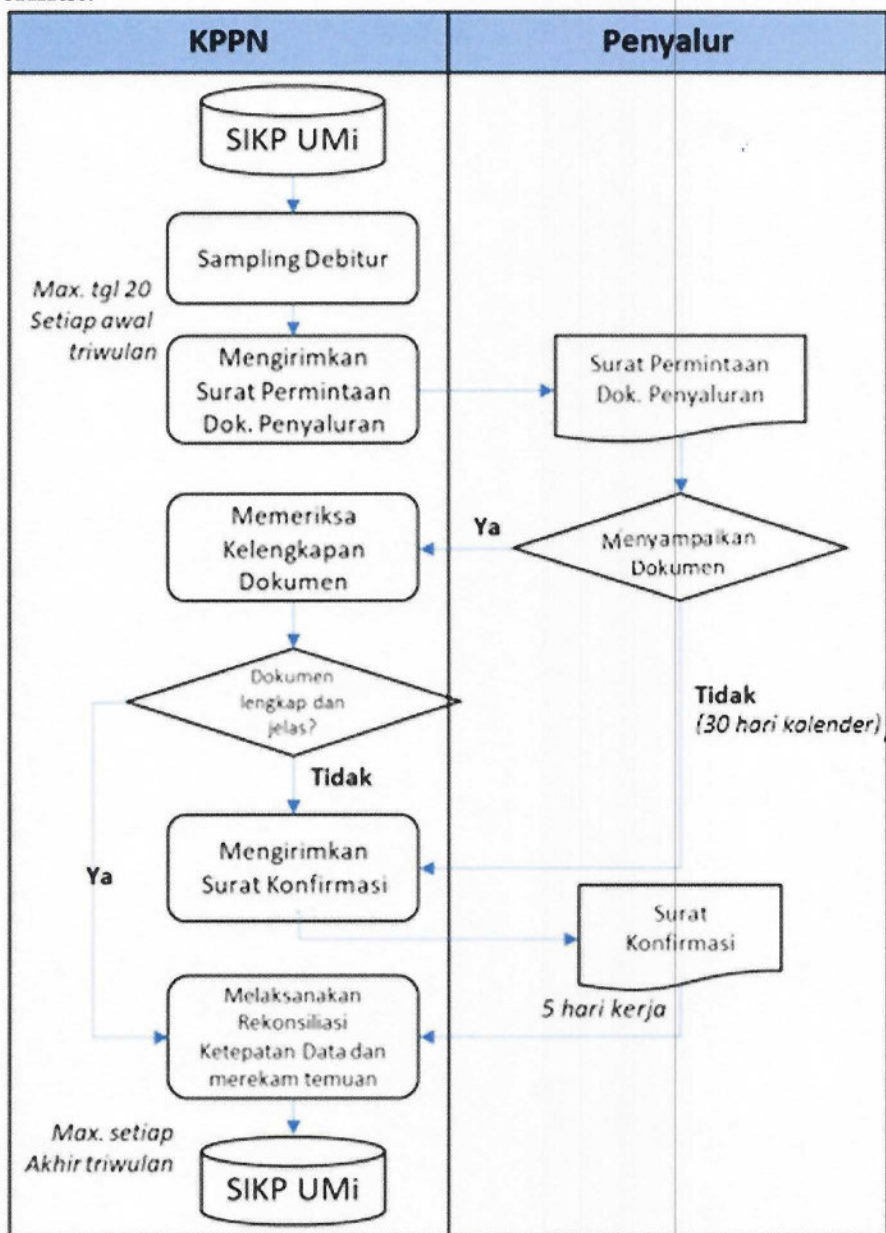 KPPN
Penyalur
SIKP UMi
Sampling Debitur
Max. tgl 20
Setiap awal
triwulan
Mengirimkan
Surat Permintaan
Dok. Penyaluran
Surat Permintaan
Dok. Penyaluran
Memeriksa
Kelengkapan
Dokumen
Ya
Menyampaikan
Dokumen
Dokumen
lengkap dan
jelas?
Tidak
(30 hari kalender)
Tidak
Ya
Mengirimkan
Surat Konfirmasi
Surat
Konfirmasi
5 hari kerja
Melaksanakan
Rekonsiliasi
Ketepatan Data dan
merekam temuan
Max. setiap
Akhir triwulan
SIKP UMi